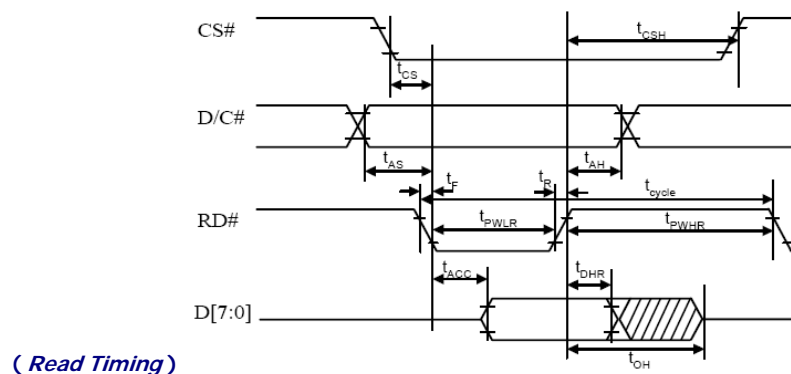 CS#
tCSH
tCS
D/C#
tAS
tAH
tF
tR
tcycle
RD#
tPWLR
tPWHR
tACC
tDHR
D[7:0]
tOH
( Read Timing )